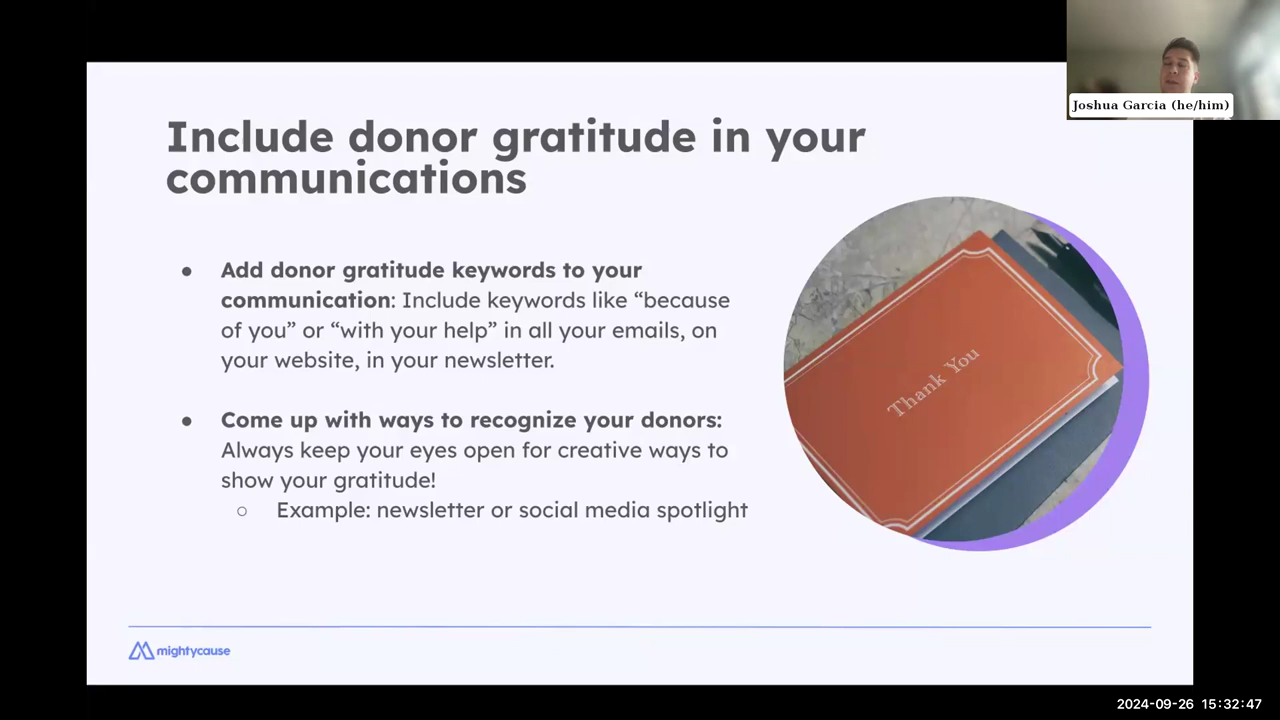 Joshua Garcia (he/him)
Include donor gratitude in your
communications
● Add donor gratitude keywords to your
communication: Include keywords like “because
of you” or “with your help” in all your emails, on
your website, in your newsletter.
● Come up with ways to recognize your donors:
Always keep your eyes open for creative ways to
show your gratitude!
○ Example: newsletter or social media spotlight
Thank You
mightycause
2024-09-26 15:32:47